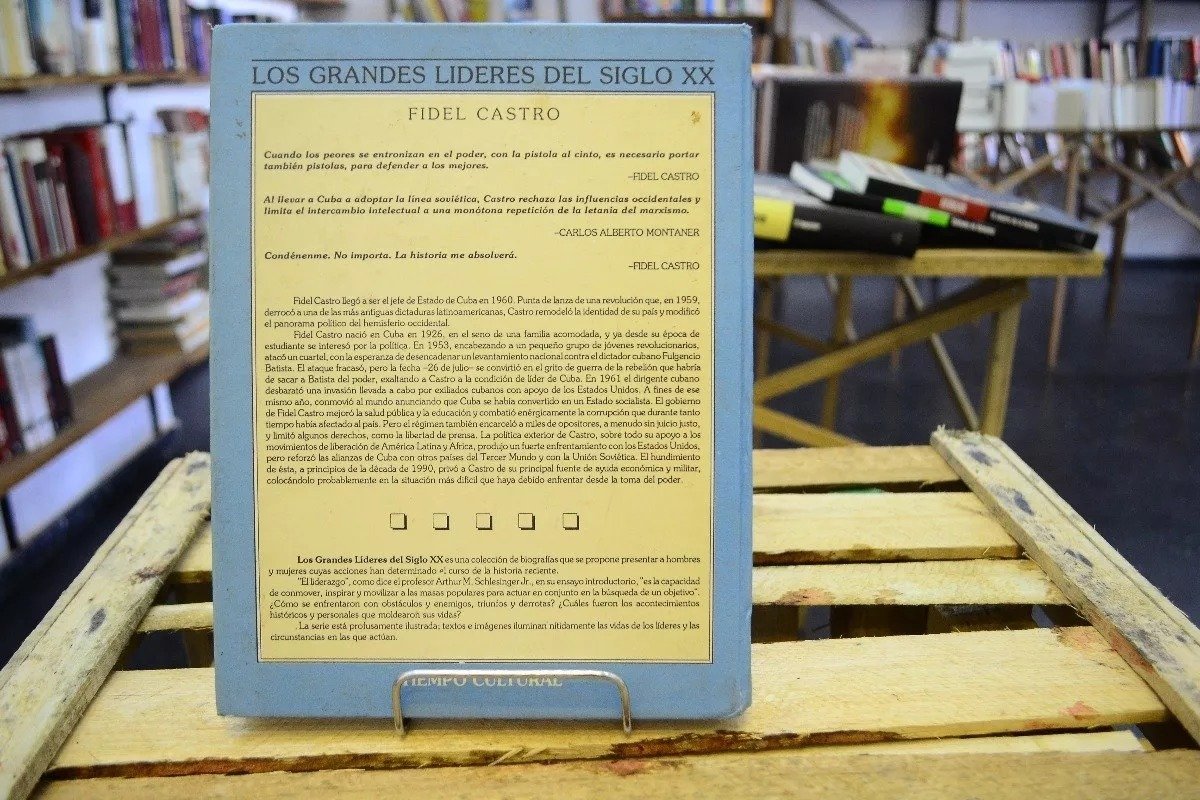 LOS GRANDES LIDERES DEL SIGLO XX
FIDEL CASTRO
Cuando los peores se entronizan en el poder, con la pistola al cinto, es necesario portar
también pistolas, para defender a los mejores.
–FIDEL CASTRO
Al llevar a Cuba a adoptar la línea soviética, Castro rechaza las influencias occidentales y
limita el intercambio intelectual a una monótona repetición de la letanía del marxismo.
–CARLOS ALBERTO MONTANER
Condénenme. No importa. La historia me absolverá.
–FIDEL CASTRO
Fidel Castro llegó a ser el jefe de Estado de Cuba en 1960. Punta de lanza de una revolución que, en 1959,
derrocó a una de las más antiguas dictaduras latinoamericanas, Castro remodeló la identidad de su país y modificó
el panorama político del hemisferio occidental.
Fidel Castro nació en Cuba en 1926, en el seno de una familia acomodada, y ya desde su época de
estudiante se interesó por la política. En 1953, encabezando a un pequeño grupo de jóvenes revolucionarios,
atacó un cuartel, con la esperanza de desencadenar un levantamiento nacional contra el dictador cubano Fulgencio
Batista. El ataque fracasó, pero la fecha –26 de julio– se convirtió en el grito de guerra de la rebelión que habría
de sacar a Batista del poder, exaltando a Castro a la condición de líder de Cuba. En 1961 el dirigente cubano
desbarató una invasión llevada a cabo por exiliados cubanos con apoyo de los Estados Unidos. A fines de ese
mismo año, conmovió al mundo anunciando que Cuba se había convertido en un Estado socialista. El gobierno
de Fidel Castro mejoró la salud pública y la educación y combatió enérgicamente la corrupción que durante tanto
tiempo había afectado al país. Pero el régimen también encarceló a miles de opositores, a menudo sin juicio justo,
y limitó algunos derechos, como la libertad de prensa. La política exterior de Castro, sobre todo su apoyo a los
movimientos de liberación de América Latina y Africa, produjo un fuerte enfrentamiento con los Estados Unidos,
pero reforzó las alianzas de Cuba con otros países del Tercer Mundo y con la Unión Soviética. El hundimiento
de ésta, a principios de la década de 1990, privó a Castro de su principal fuente de ayuda económica y militar,
colocándolo probablemente en la situación más difícil que haya debido enfrentar desde la toma del poder.
Los Grandes Líderes del Siglo XX es una colección de biografías que se propone presentar a hombres
y mujeres cuyas acciones han determinado el curso de la historia reciente.
"El liderazgo", como dice el profesor Arthur M. Schlesinger Jr., en su ensayo introductorio, "es la capacidad
de conmover, inspirar y movilizar a las masas populares para actuar en conjunto en la búsqueda de un objetivo".
¿Cómo se enfrentaron con obstáculos y enemigos, triunfos y derrotas? ¿Cuáles fueron los acontecimientos
históricos y personales que moldearon sus vidas?
La serie está profusamente ilustrada; textos e imágenes iluminan nítidamente las vidas de los líderes y las
circunstancias en las que actúan.
TIEMPO CULTURAL